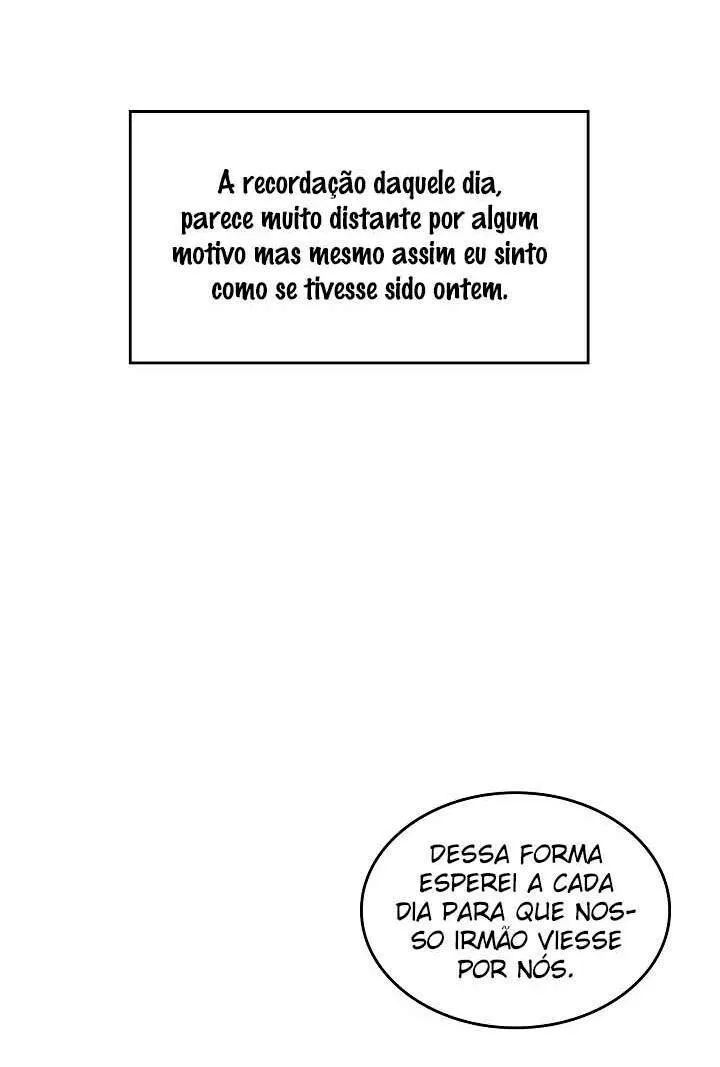 A recordação daquele dia,
parece muito distante por algum
motivo mas mesmo assim eu sinto
como se tivesse sido ontem.
DESSA FORMA
ESPEREI A CADA
DIA PARA QUE NOS-
SO IRMÃO VIESSE
POR NÓS.